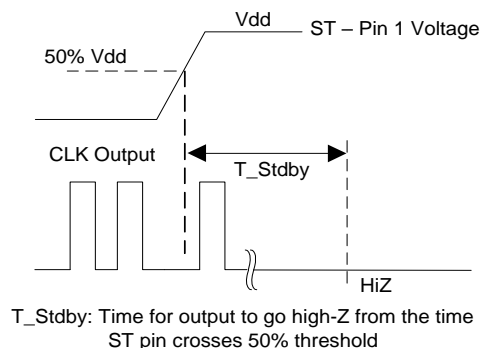 Vdd
ST – Pin 1 Voltage
50% Vdd
CLK Output
T_Stdby
HiZ
T_Stdby: Time for output to go high-Z from the time
ST pin crosses 50% threshold